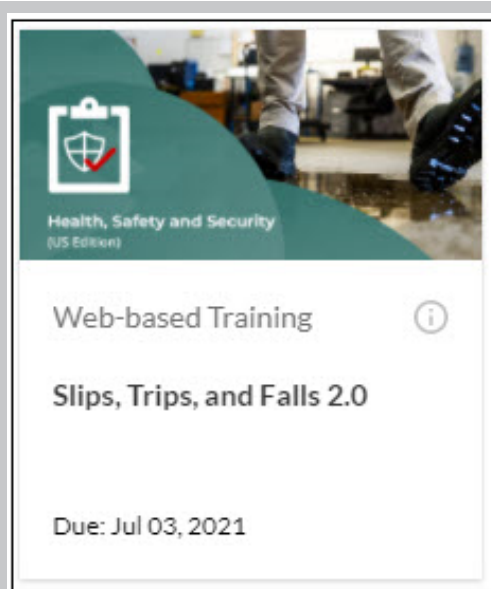 Health, Safety and Security
(US Edition)
Web-based Training
Slips, Trips, and Falls 2.0
Due: Jul 03, 2021